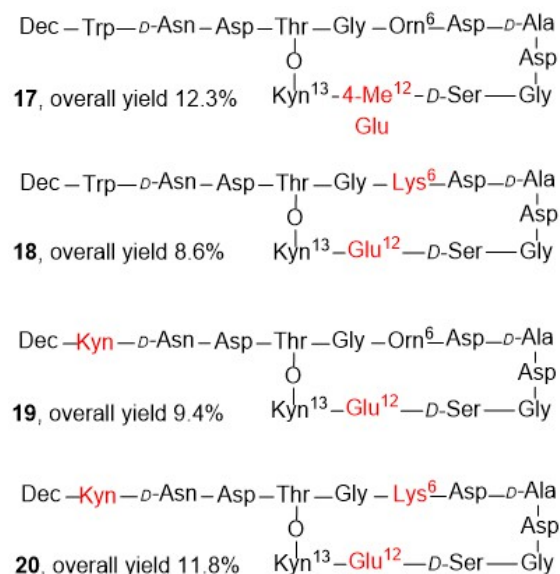 Dec–Trp–D-Asn–Asp–Thr–Gly–Orn⁶–Asp–D-Ala
O
Asp
17, overall yield 12.3%
Kyn¹³-4-Me¹²–D-Ser–Gly
Glu
Dec–Trp–D-Asn–Asp–Thr–Gly–Lys⁶–Asp–D-Ala
O
Asp
18, overall yield 8.6%
Kyn¹³–Glu¹²–D-Ser–Gly
Dec–Kyn–D-Asn–Asp–Thr–Gly–Orn⁶–Asp–D-Ala
O
Asp
19, overall yield 9.4%
Kyn¹³–Glu¹²–D-Ser–Gly
Dec–Kyn–D-Asn–Asp–Thr–Gly–Lys⁶–Asp–D-Ala
O
Asp
20, overall yield 11.8%
Kyn¹³–Glu¹²–D-Ser–Gly